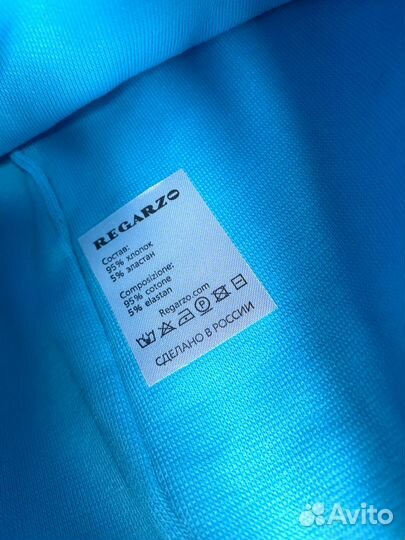 REGARZO
Состав:
95% хлопок
5% эластан
Composizione:
95% cotone
5% elastan
Regarzo.com
СДЕЛАНО В РОССИИ
Avito